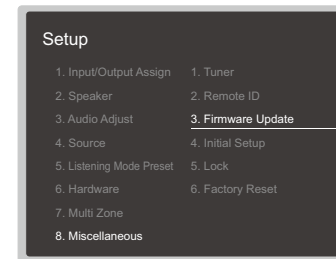 Setup
1. Input/Output Assign
2. Speaker
3. Audio Adjust
4. Source
5. Listening Mode Preset
6. Hardware
7. Multi Zone
8. Miscellaneous
1. Tuner
2. Remote ID
3. Firmware Update
4. Initial Setup
5. Lock
6. Factory Reset